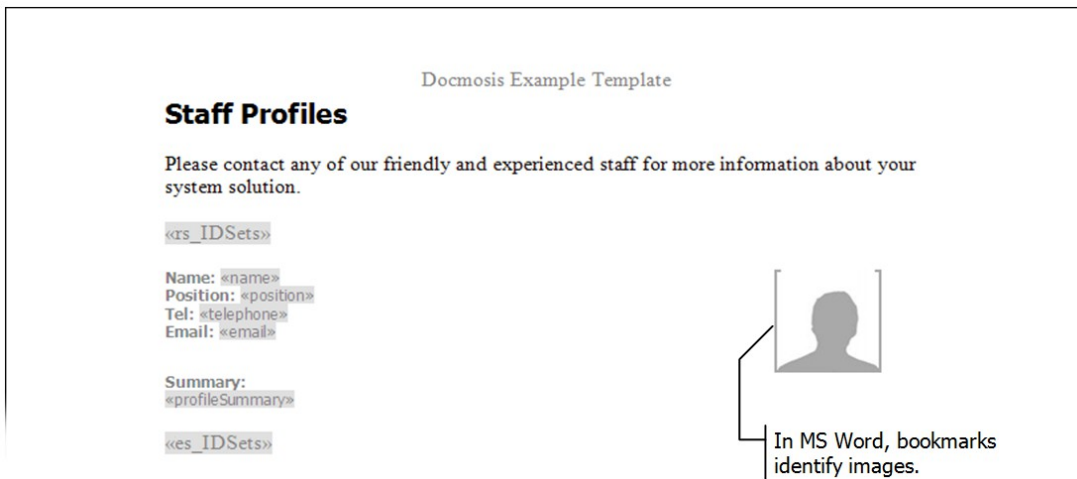 Docmosis Example Template
Staff Profiles
Please contact any of our friendly and experienced staff for more information about your
system solution.
«rs_IDSets»
Name: «name»
Position: «position»
Tel: «telephone»
Email: «email»
Summary:
«profileSummary»
«es_IDSets»
In MS Word, bookmarks
identify images.